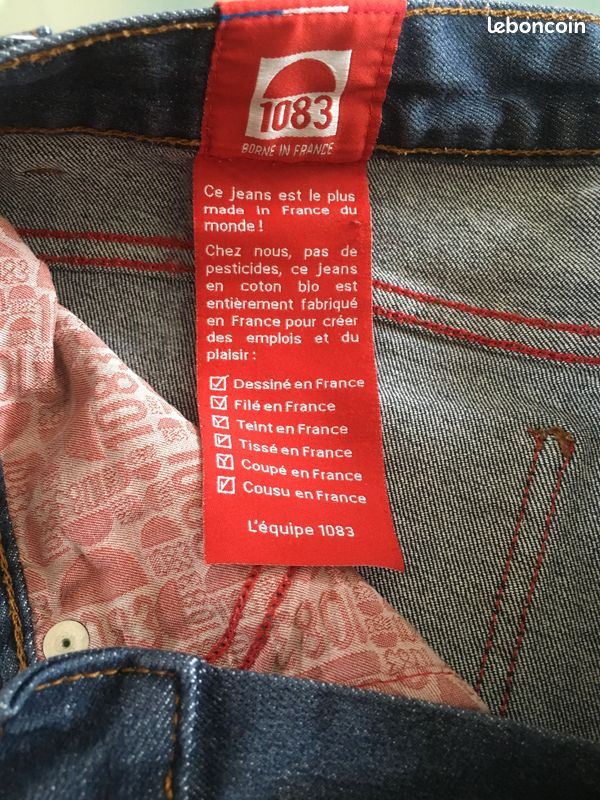 leboncoin
1083
BORNE IN FRANCE
Ce jeans est le plus
made in France du
monde !
Chez nous, pas de
pesticides, ce jeans
en coton bio est
entièrement fabriqué
en France pour créer
des emplois et du
plaisir :
Dessiné en France
Filé en France
Teint en France
Tissé en France
Coupé en France
Cousu en France
L'équipe 1083
1083
1083